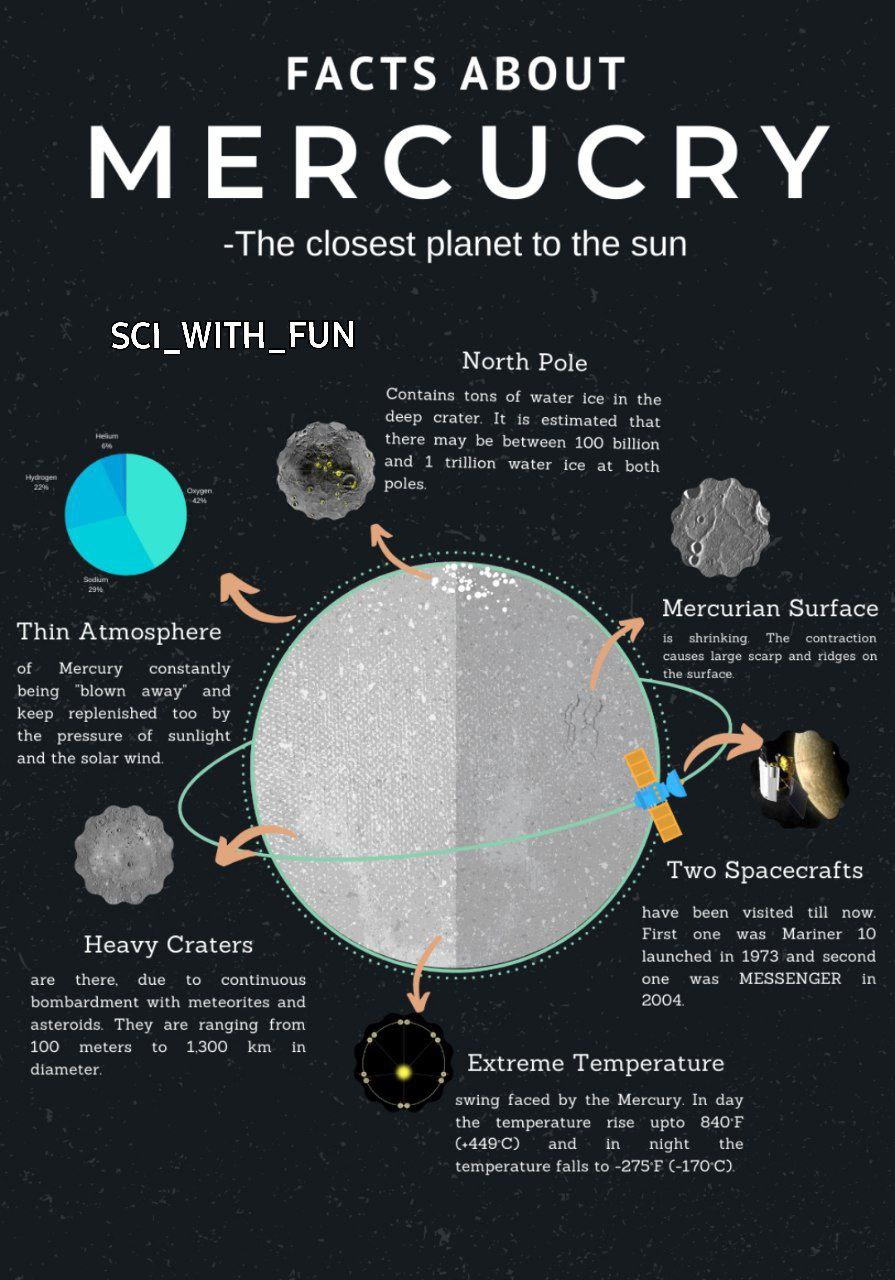 FACTS ABOUT
MERCUCRY
-The closest planet to the sun
SCI_WITH_FUN
North Pole
Contains tons of water ice in the
deep crater. It is estimated that
there may be between 100 billion
and 1 trillion water ice at both
poles.
Helium
6%
Hydrogen
22%
Oxygen
42%
Sodium
29%
Thin Atmosphere
of Mercury constantly
being "blown away" and
keep replenished too by
the pressure of sunlight
and the solar wind.
Mercurian Surface
is shrinking. The contraction
causes large scarp and ridges on
the surface.
Two Spacecrafts
have been visited till now.
First one was Mariner 10
launched in 1973 and second
one was MESSENGER in
2004.
Heavy Craters
are there, due to continuous
bombardment with meteorites and
asteroids. They are ranging from
100 meters to 1,300 km in
diameter.
Extreme Temperature
swing faced by the Mercury. In day
the temperature rise upto 840°F
(+449°C) and in night the
temperature falls to -275°F (-170°C).